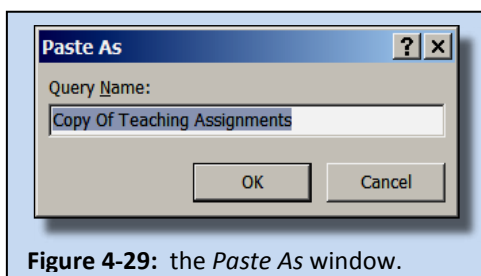 Paste As
Query Name:
Copy Of Teaching Assignments
OK Cancel
Figure 4-29: the Paste As window.